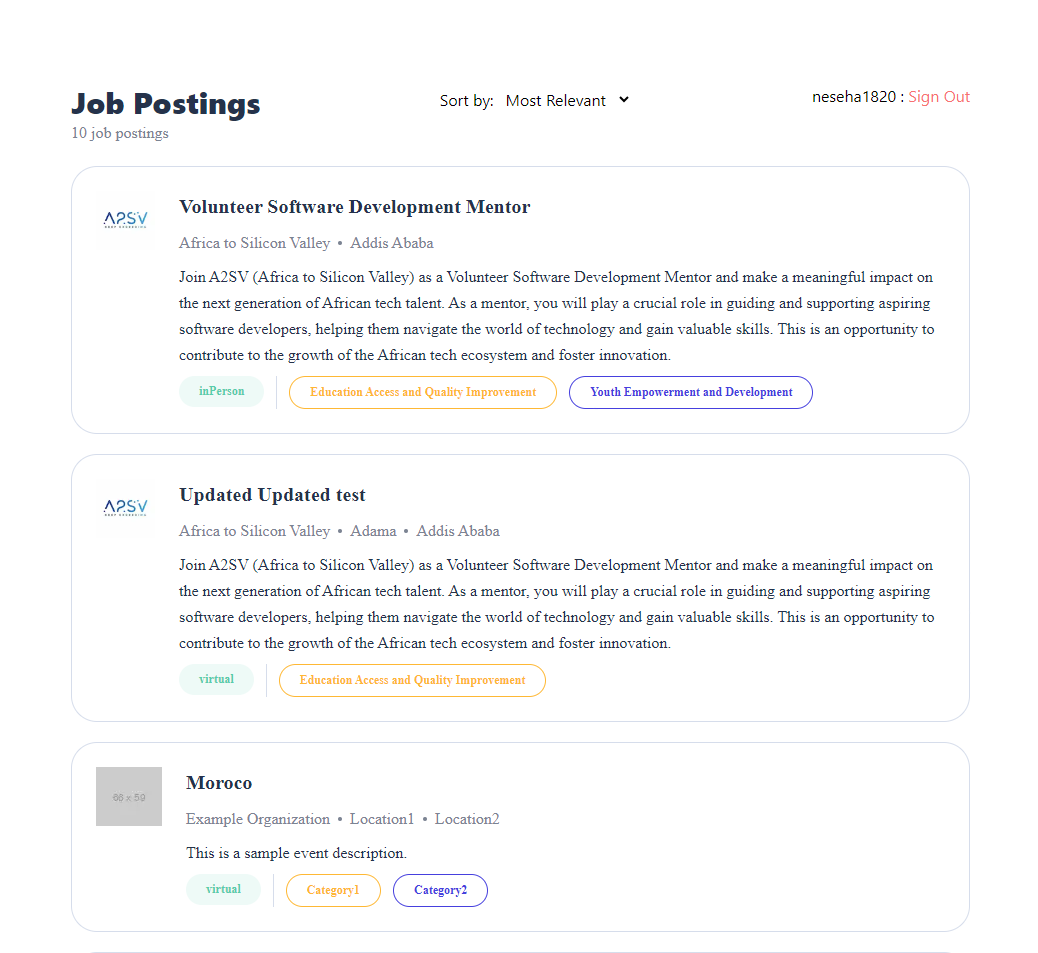 Job Postings
10 job postings
Sort by: Most Relevant
neseha1820 : Sign Out
A2SV
Volunteer Software Development Mentor
Africa to Silicon Valley • Addis Ababa
Join A2SV (Africa to Silicon Valley) as a Volunteer Software Development Mentor and make a meaningful impact on
the next generation of African tech talent. As a mentor, you will play a crucial role in guiding and supporting aspiring
software developers, helping them navigate the world of technology and gain valuable skills. This is an opportunity to
contribute to the growth of the African tech ecosystem and foster innovation.
inPerson
Education Access and Quality Improvement
Youth Empowerment and Development
A2SV
Updated Updated test
Africa to Silicon Valley • Adama • Addis Ababa
Join A2SV (Africa to Silicon Valley) as a Volunteer Software Development Mentor and make a meaningful impact on
the next generation of African tech talent. As a mentor, you will play a crucial role in guiding and supporting aspiring
software developers, helping them navigate the world of technology and gain valuable skills. This is an opportunity to
contribute to the growth of the African tech ecosystem and foster innovation.
virtual
Education Access and Quality Improvement
66 x 59
Moroco
Example Organization • Location1 • Location2
This is a sample event description.
virtual
Category1
Category2